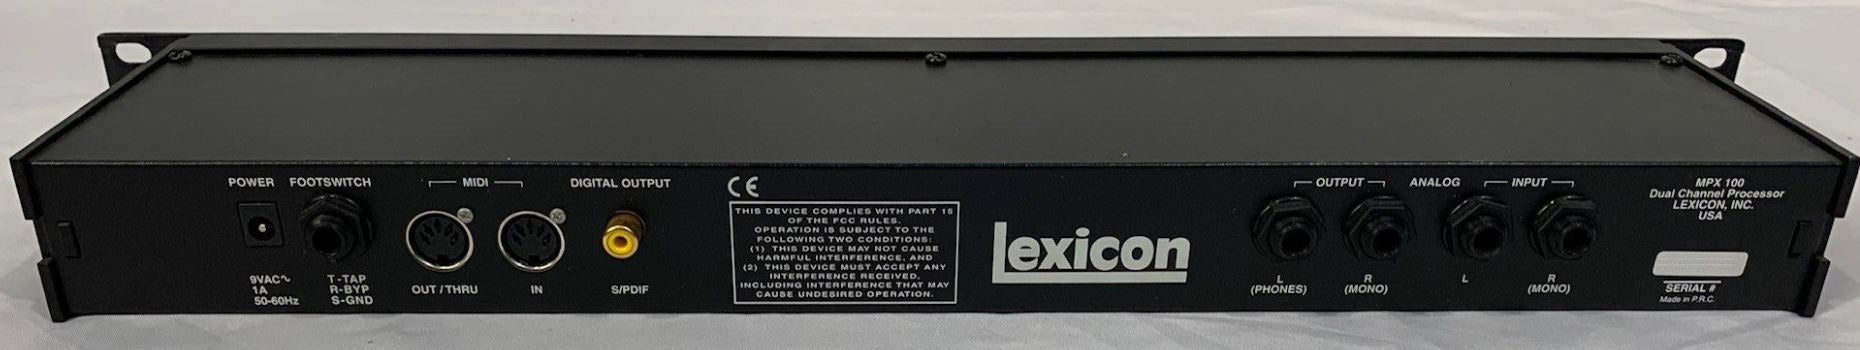 POWER
9VAC~
1A
50-60Hz
FOOTSWITCH
T-TAP
R-BYP
S-GND
MIDI
OUT / THRU
IN
DIGITAL OUTPUT
S/PDIF
CE
THIS DEVICE COMPLIES WITH PART 15
OF THE FCC RULES.
OPERATION IS SUBJECT TO THE
FOLLOWING TWO CONDITIONS:
(1) THIS DEVICE MAY NOT CAUSE
HARMFUL INTERFERENCE, AND
(2) THIS DEVICE MUST ACCEPT ANY
INTERFERENCE RECEIVED,
INCLUDING INTERFERENCE THAT MAY
CAUSE UNDESIRED OPERATION.
Lexicon
OUTPUT
ANALOG
INPUT
L
(PHONES)
R
(MONO)
L
R
(MONO)
MPX 100
Dual Channel Processor
LEXICON, INC.
USA
SERIAL #
Made in P.R.C.